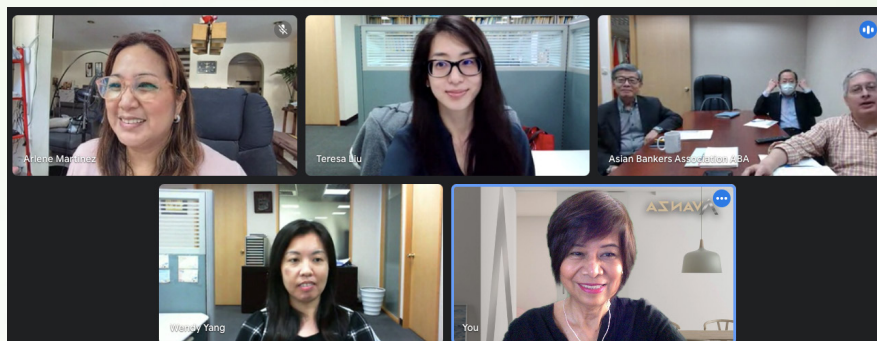 Arlene Martinez
Teresa Liu
Asian Bankers Association ABA
AVANZA
Wendy Yang
You